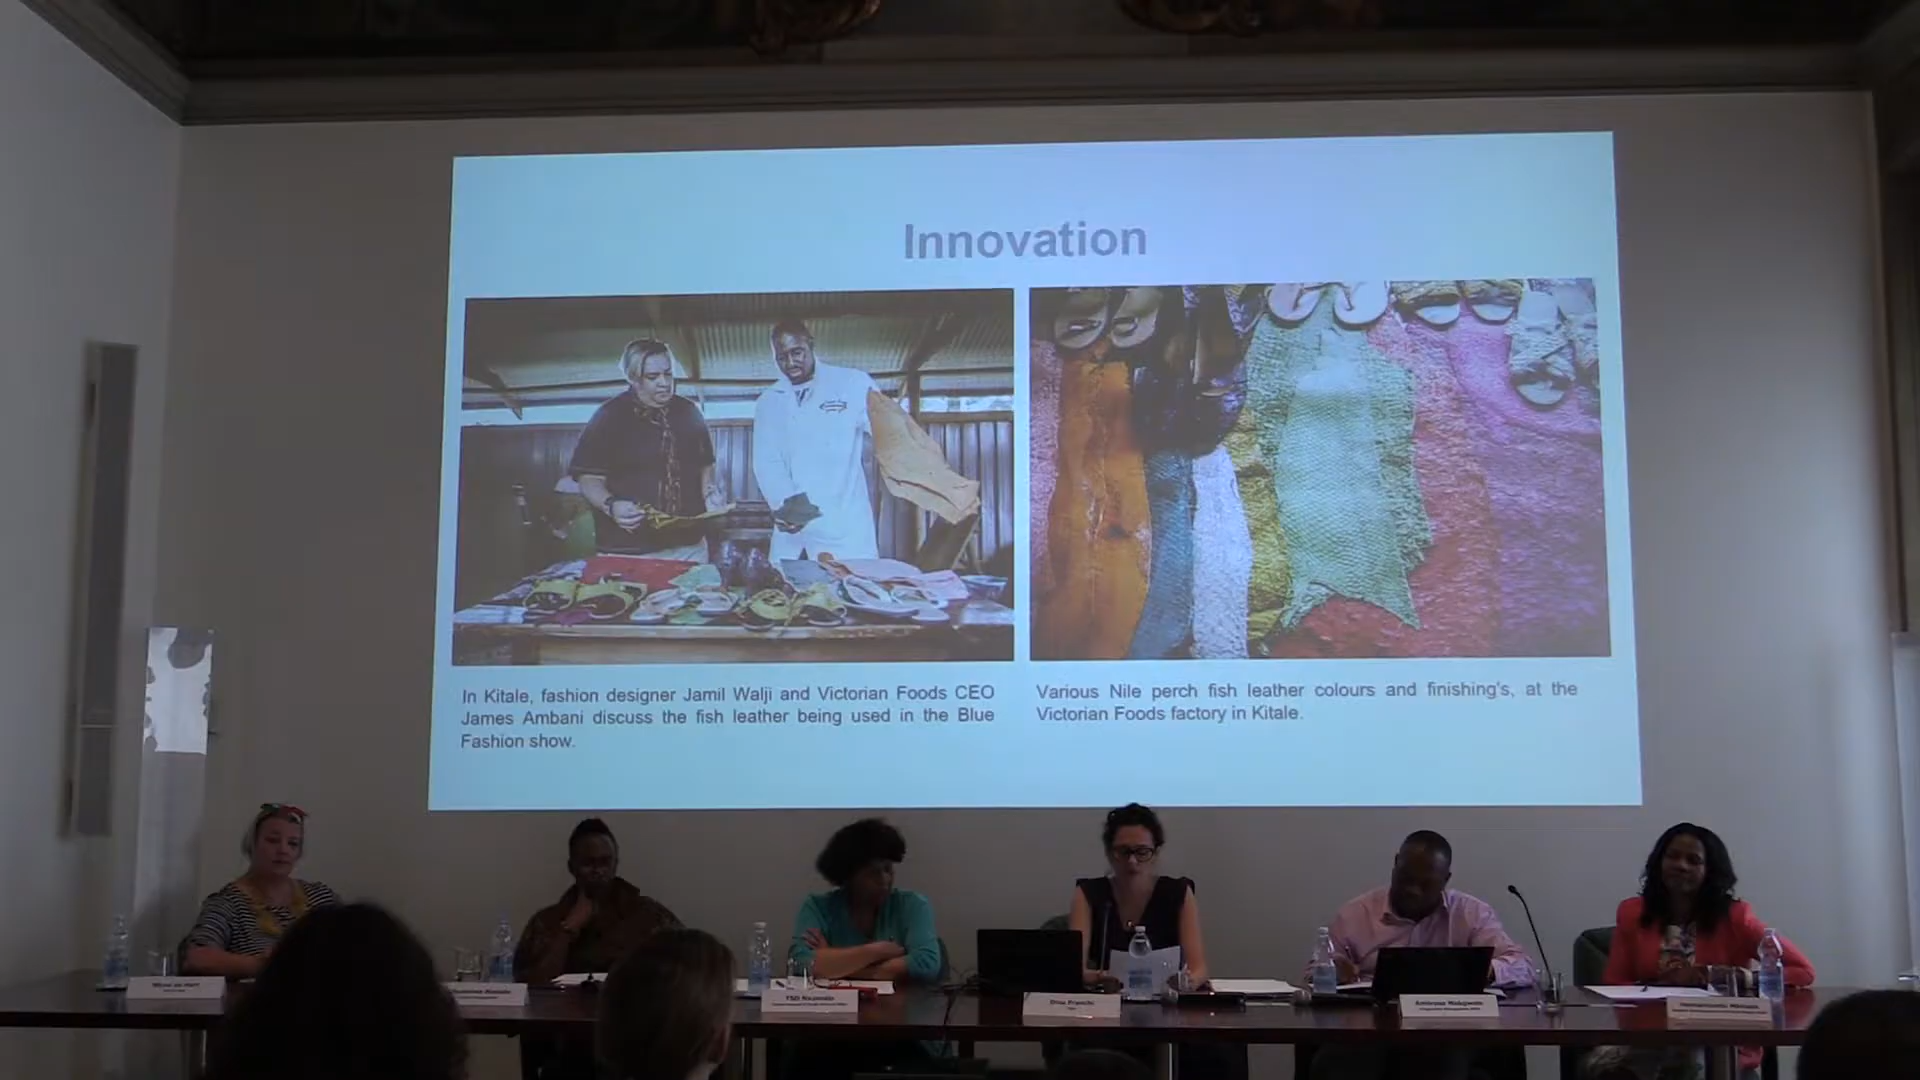 Innovation
In Kitale, fashion designer Jamil Walji and Victorian Foods CEO
James Ambani discuss the fish leather being used in the Blue
Fashion show.
Various Nile perch fish leather colours and finishing's, at the
Victorian Foods factory in Kitale.